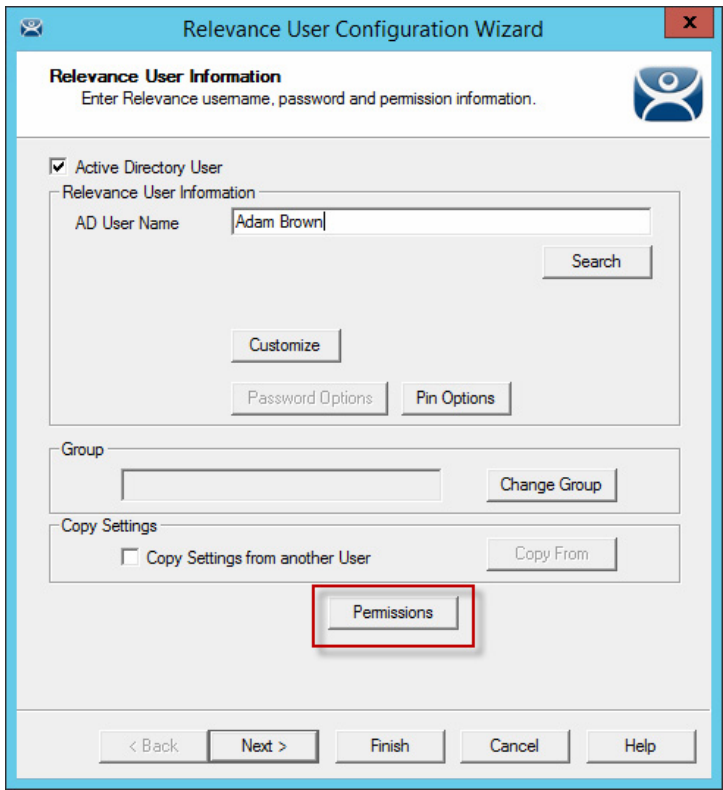 Relevance User Configuration Wizard
x
Relevance User Information
Enter Relevance username, password and permission information.
Active Directory User
Relevance User Information
AD User Name
Adam Brown
Search
Customize
Password Options
Pin Options
Group
Change Group
Copy Settings
Copy Settings from another User
Copy From
Permissions
< Back
Next >
Finish
Cancel
Help